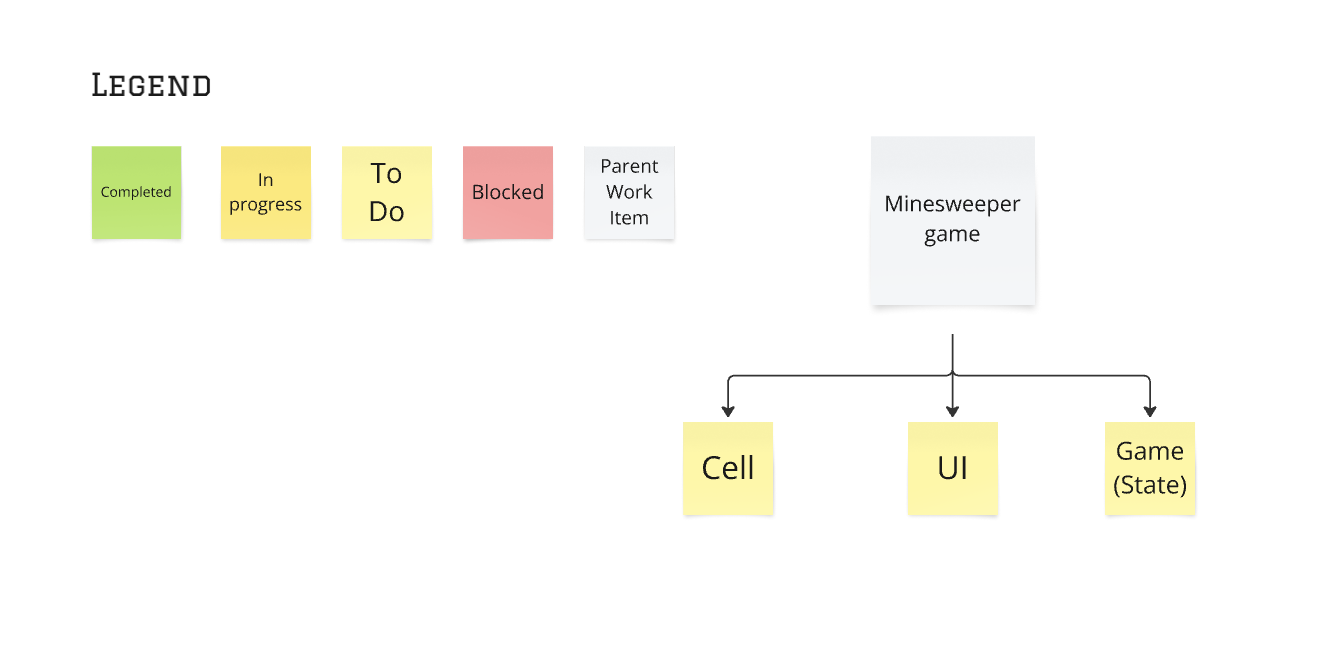 LEGEND
Completed
In
progress
To
Do
Blocked
Parent
Work
Item
Minesweeper
game
Cell
UI
Game
(State)